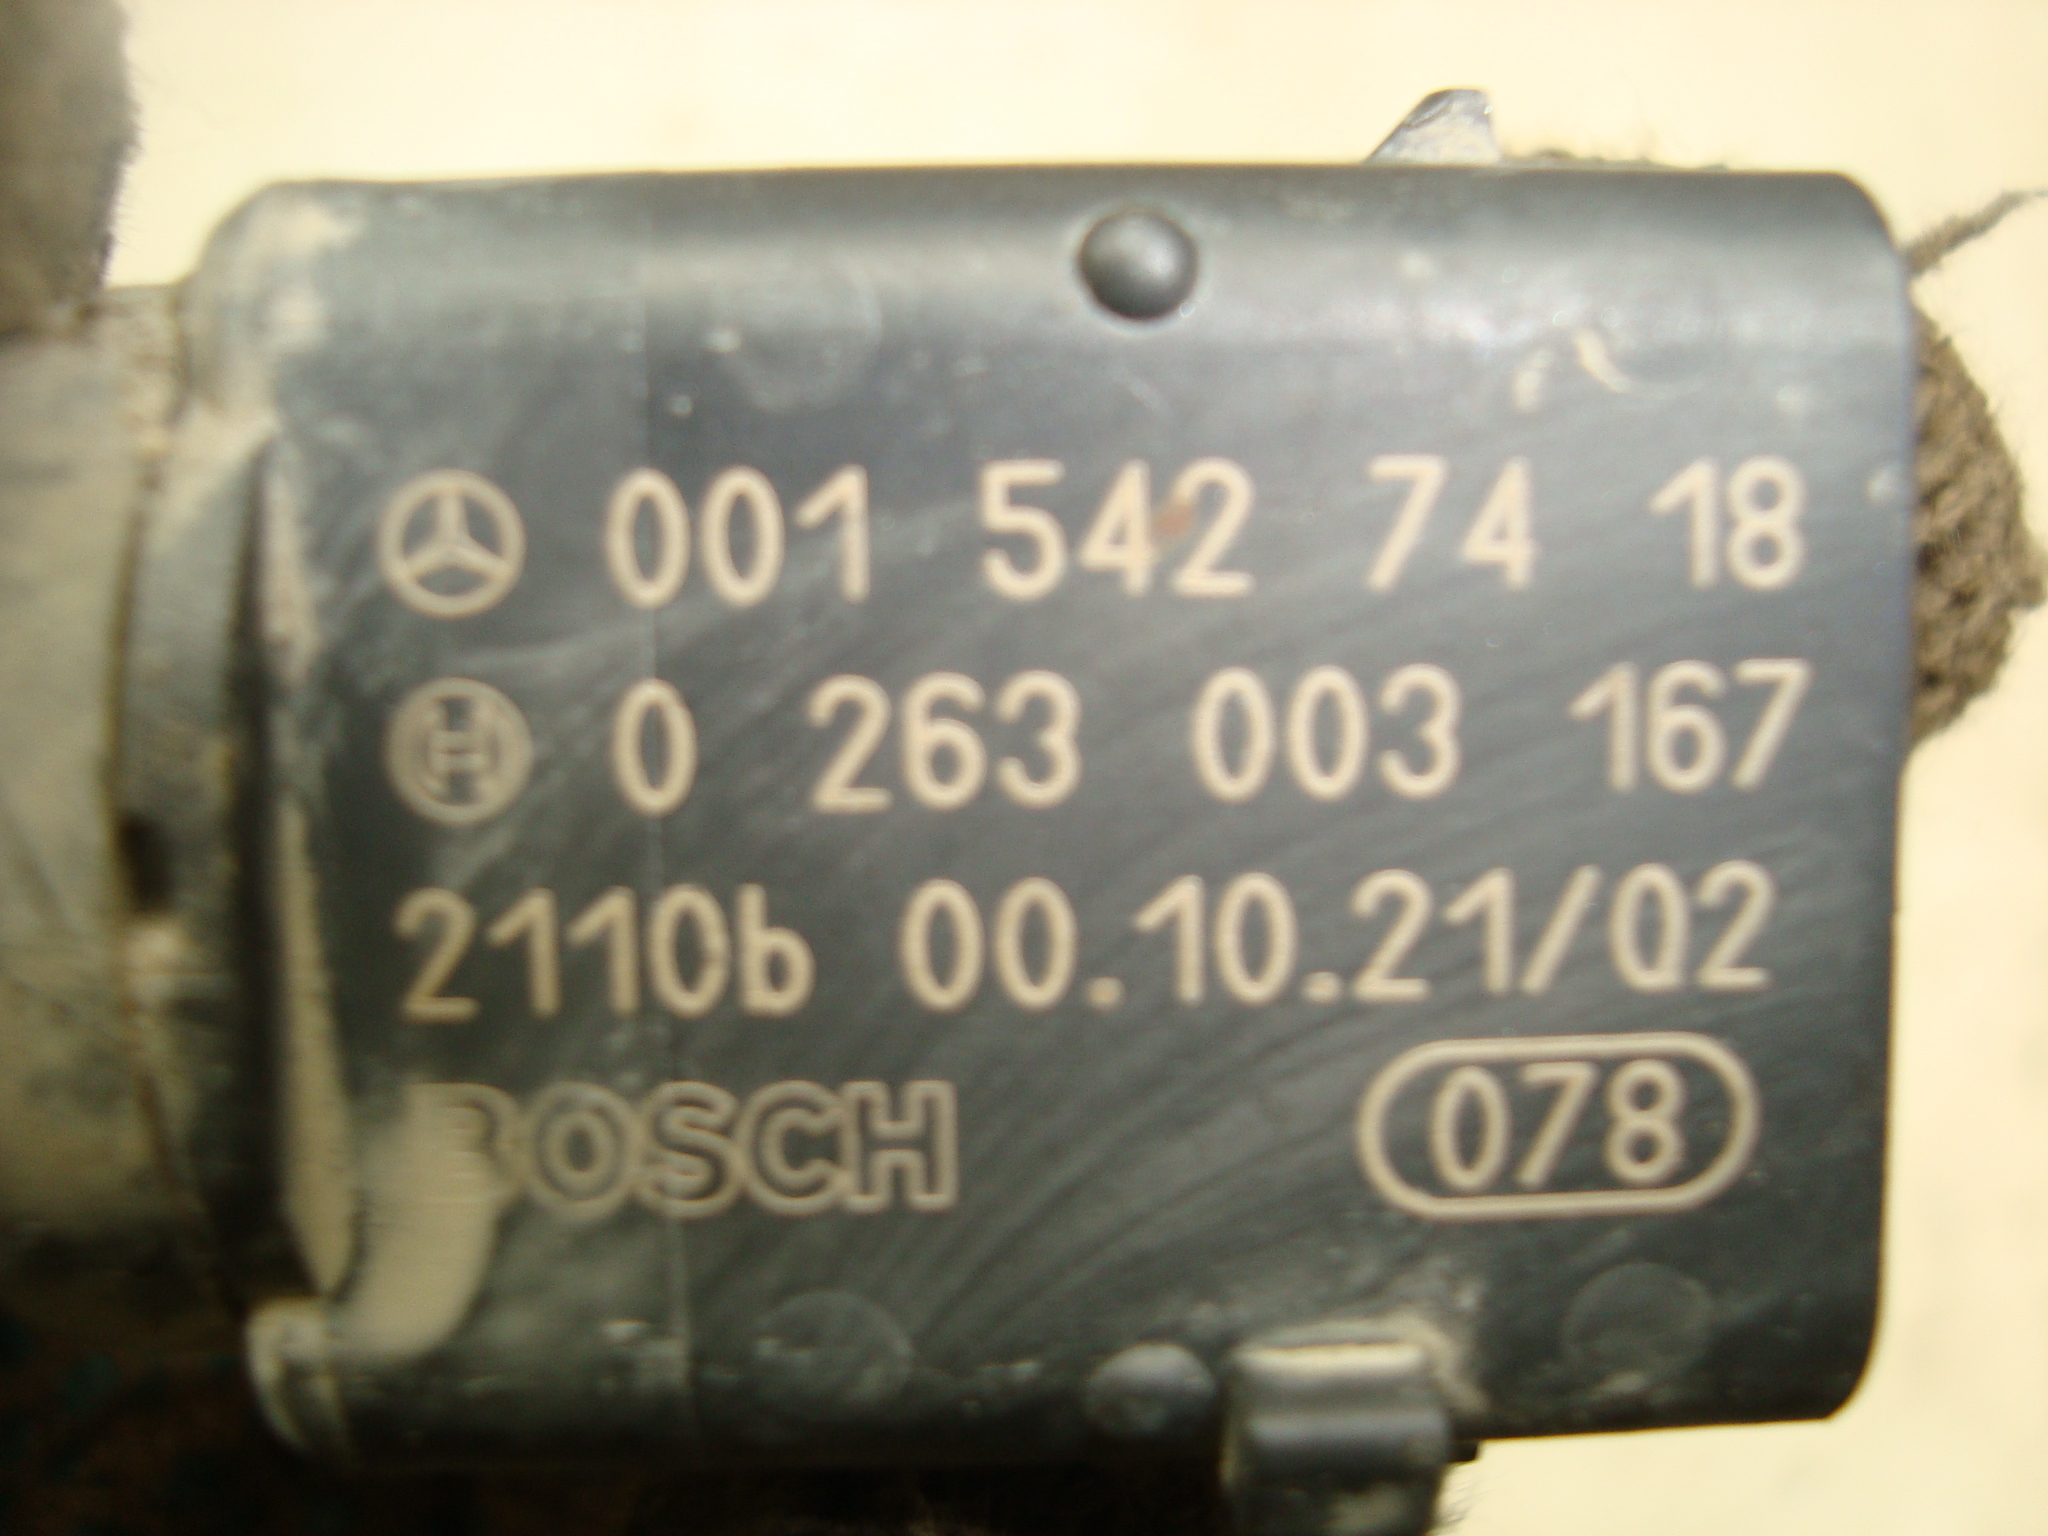 001 542 74 18
0 263 003 167
2110b 00.10.21/02
BOSCH 078